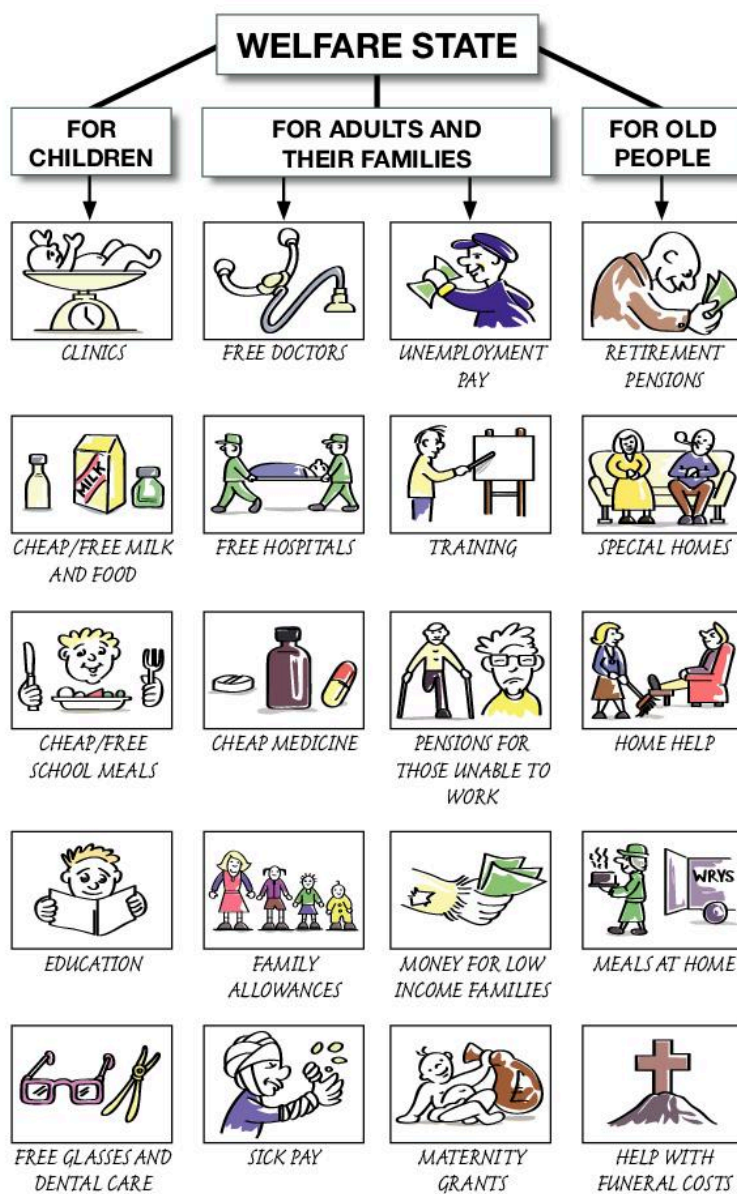 WELFARE STATE
FOR
CHILDREN
FOR ADULTS AND
THEIR FAMILIES
FOR OLD
PEOPLE
CLINICS
FREE DOCTORS
UNEMPLOYMENT
PAY
RETIREMENT
PENSIONS
MILK
CHEAP/FREE MILK
AND FOOD
FREE HOSPITALS
TRAINING
SPECIAL HOMES
CHEAP/FREE
SCHOOL MEALS
CHEAP MEDICINE
PENSIONS FOR
THOSE UNABLE TO
WORK
HOME HELP
EDUCATION
FAMILY
ALLOWANCES
MONEY FOR LOW
INCOME FAMILIES
WRYS
MEALS AT HOME
FREE GLASSES AND
DENTAL CARE
SICK PAY
£
MATERNITY
GRANTS
HELP WITH
FUNERAL COSTS